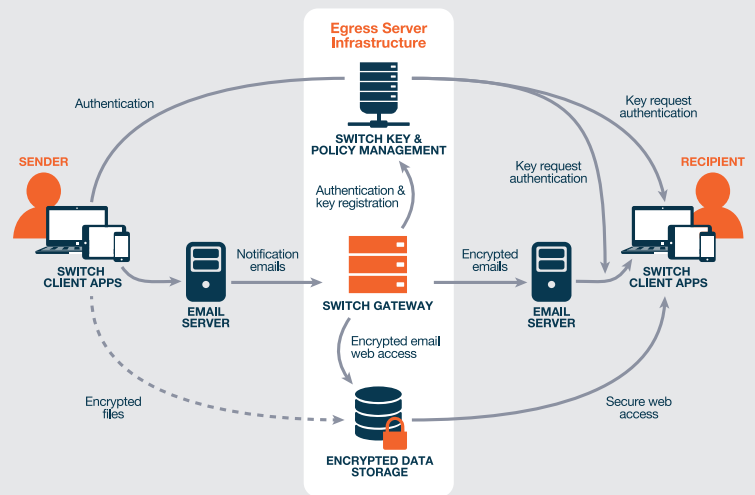 Egress Server
Infrastructure
Authentication
Key request
authentication
SWITCH KEY &
POLICY MANAGEMENT
SENDER
RECIPIENT
Key request
authentication
Authentication &
key registration
SWITCH
CLIENT APPS
Notification
emails
Encrypted
emails
SWITCH
CLIENT APPS
EMAIL
SERVER
SWITCH GATEWAY
EMAIL
SERVER
Encrypted email
web access
Encrypted
files
Secure web
access
ENCRYPTED DATA
STORAGE